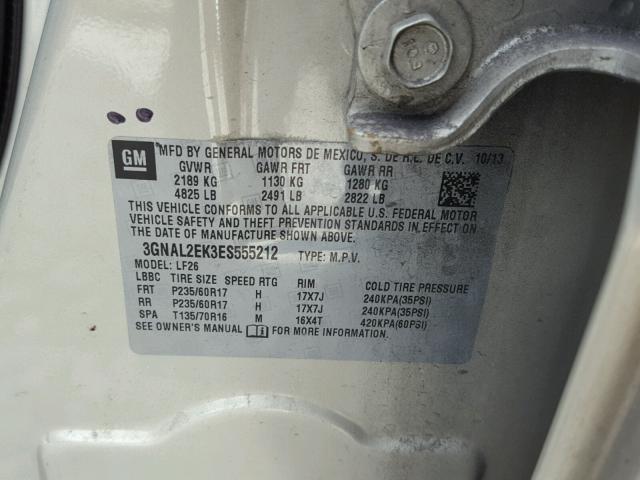 GM MFD BY GENERAL MOTORS DE MEXICO, S. DE R.L. DE C.V. 10/13
GVWR GAWR FRT GAWR RR
2189 KG 1130 KG 1280 KG
4825 LB 2491 LB 2822 LB
THIS VEHICLE CONFORMS TO ALL APPLICABLE U.S. FEDERAL MOTOR
VEHICLE SAFETY AND THEFT PREVENTION STANDARDS IN EFFECT ON
THE DATE OF MANUFACTURE SHOWN ABOVE.
3GNAL2EK3ES555212 TYPE: M.P.V.
MODEL: LF26
LBBC TIRE SIZE SPEED RTG RIM COLD TIRE PRESSURE
FRT P235/60R17 H 17X7J 240KPA(35PSI)
RR P235/60R17 H 17X7J 240KPA(35PSI)
SPA T135/70R16 M 16X4T 420KPA(60PSI)
SEE OWNER'S MANUAL FOR MORE INFORMATION.